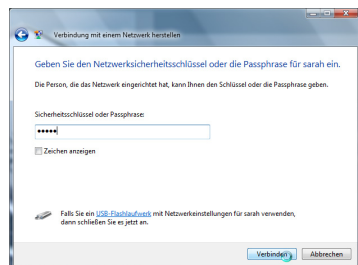 Verbindung mit einem Netzwerk herstellen
Geben Sie den Netzwerksicherheitsschlüssel oder die Passphrase für sarah ein.
Die Person, die das Netzwerk eingerichtet hat, kann Ihnen den Schlüssel oder die Passphrase geben.
Sicherheitsschlüssel oder Passphrase:
•••••
Zeichen anzeigen
Falls Sie ein USB-Flashlaufwerk mit Netzwerkeinstellungen für sarah verwenden,
dann schließen Sie es jetzt an.
Verbinden Abbrechen